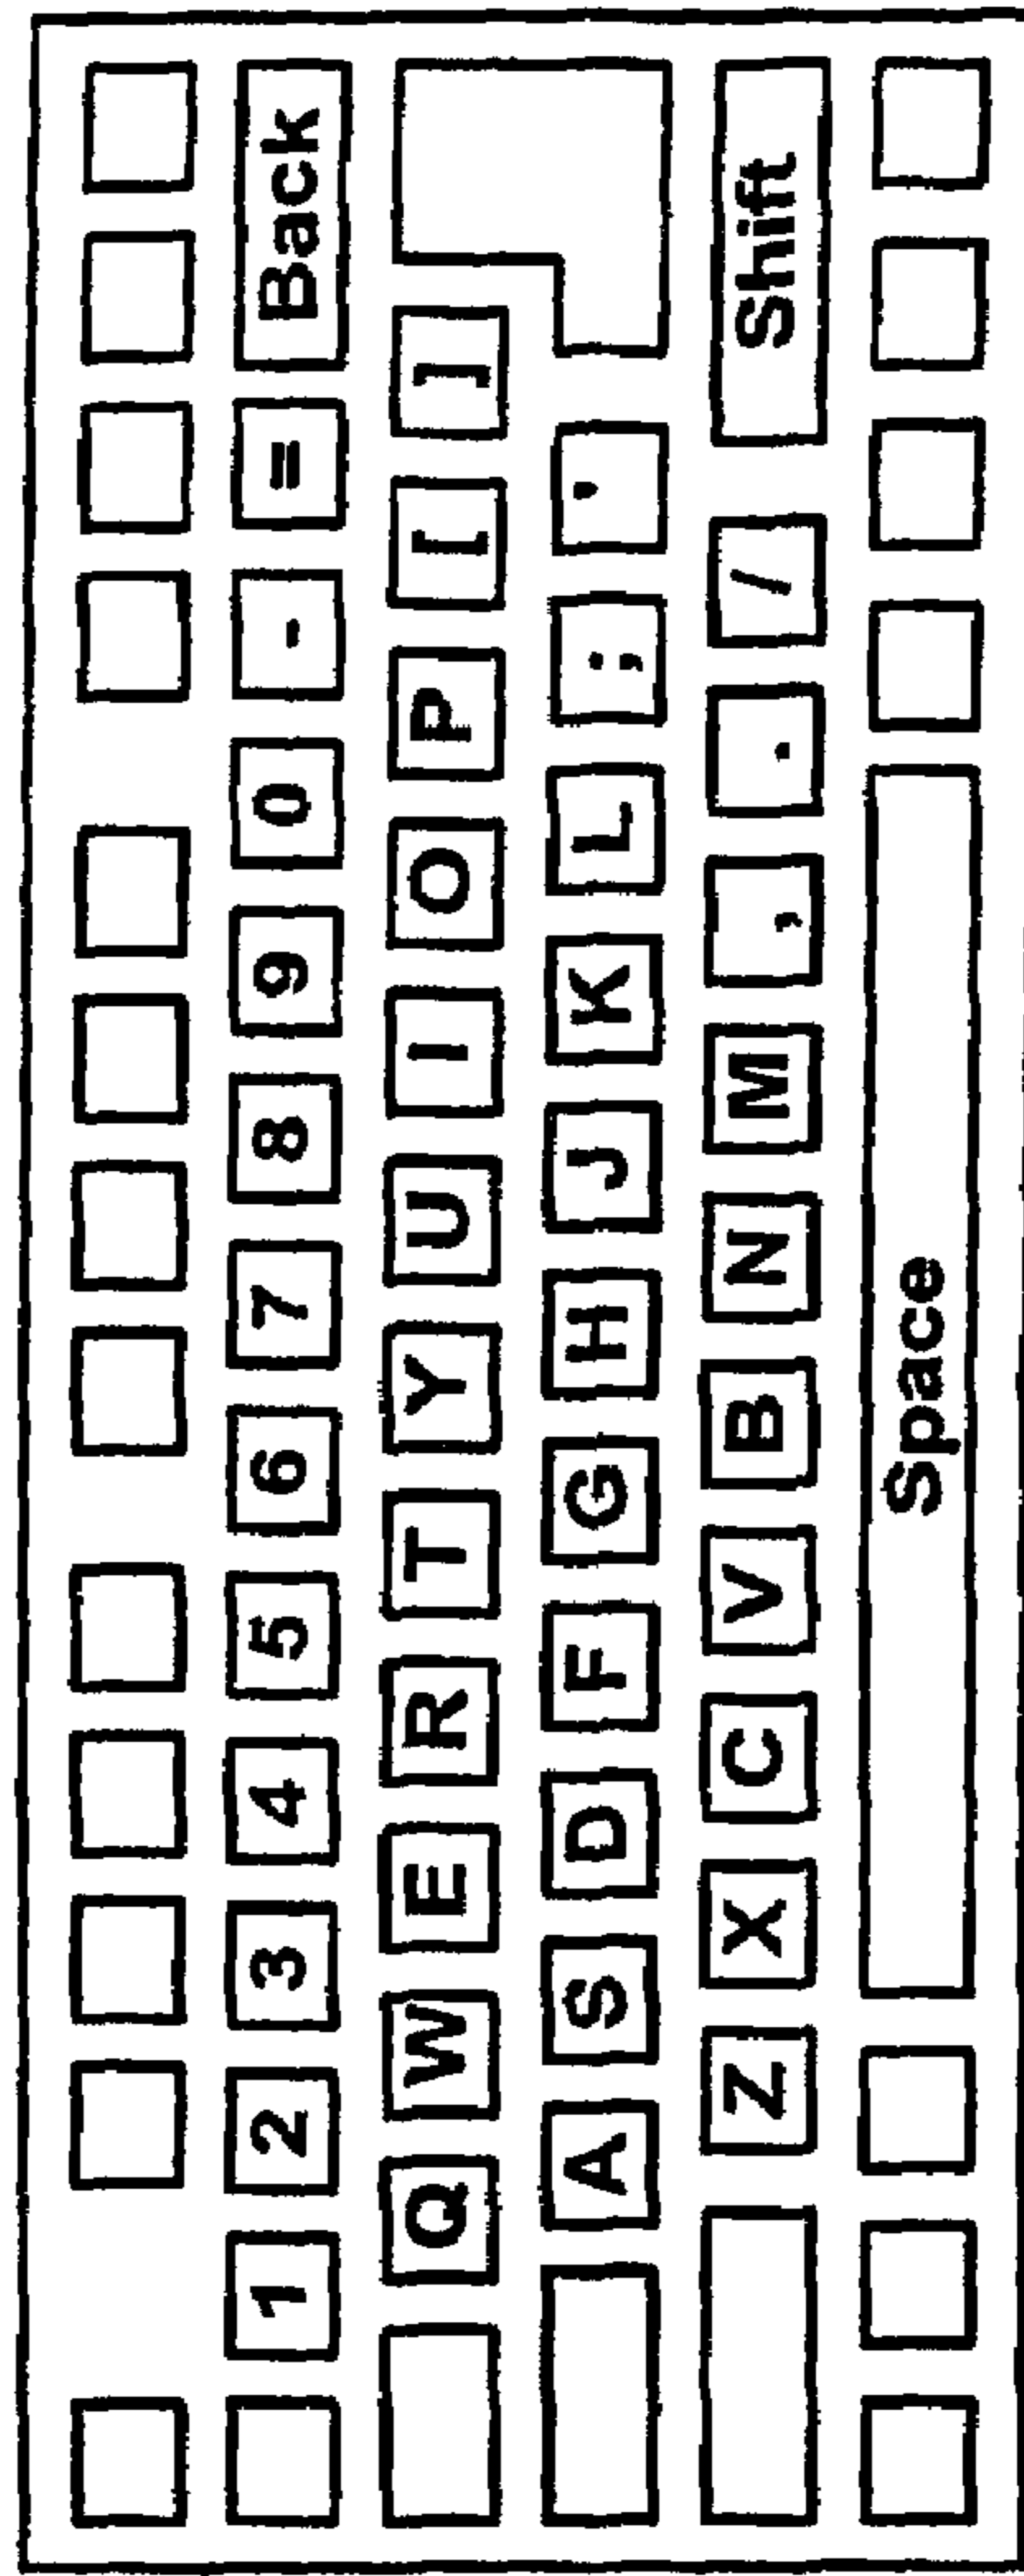 1 2 3 4 5 6 7 8 9 0 - = Back
Q W E R T Y U I O P [ ]
A S D F G H J K L ; '
Z X C V B N M , . / Shift
Space